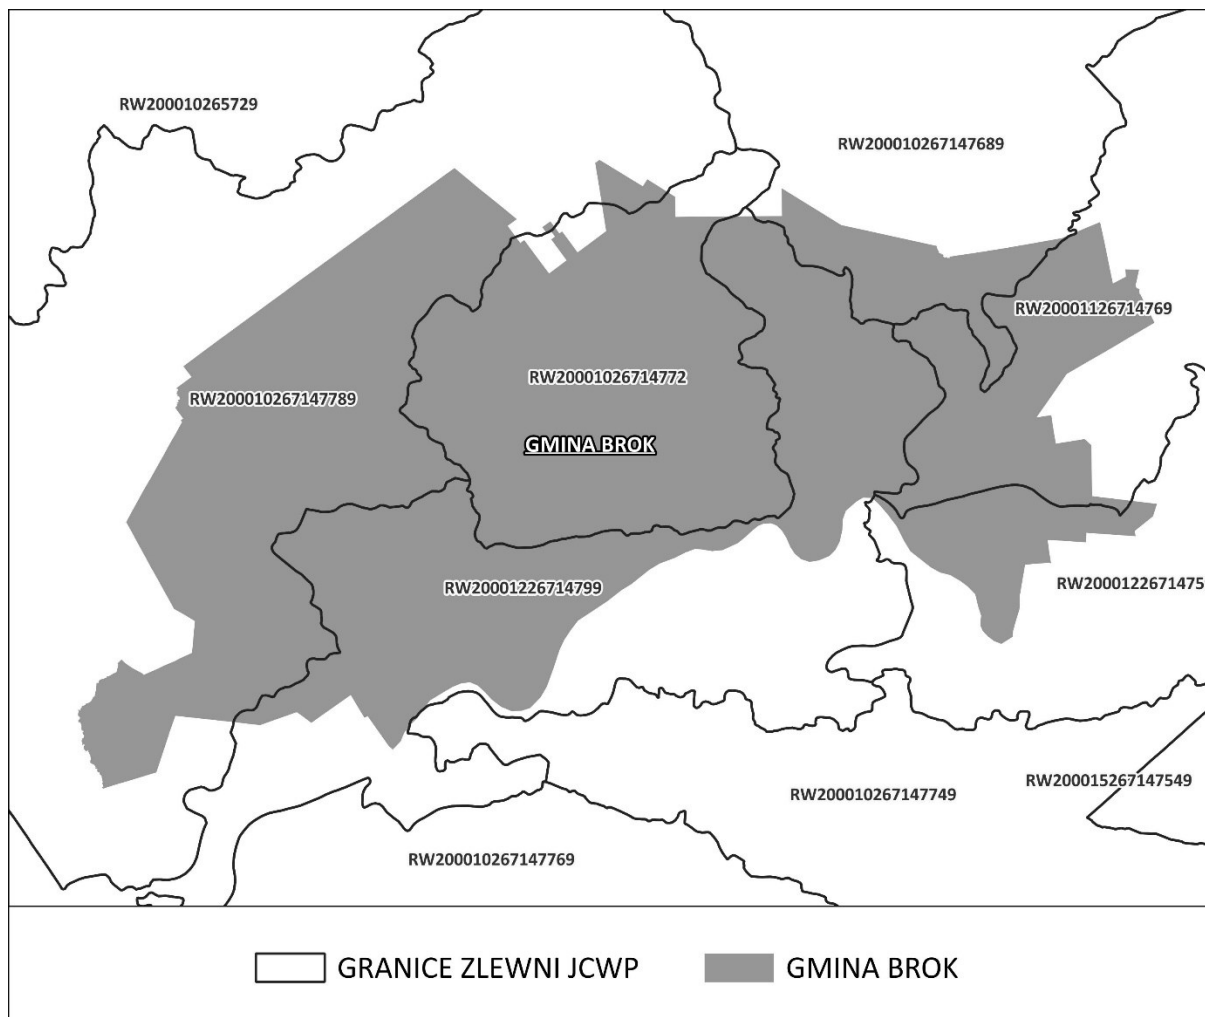 RW200010265729
RW200010267147689
RW20001126714769
RW20001026714772
RW200010267147789
GMINA BROK
RW20001226714799
RW2000122671475
RW200015267147549
RW200010267147749
RW200010267147769
GRANICE ZLEWNI JCWP
GMINA BROK